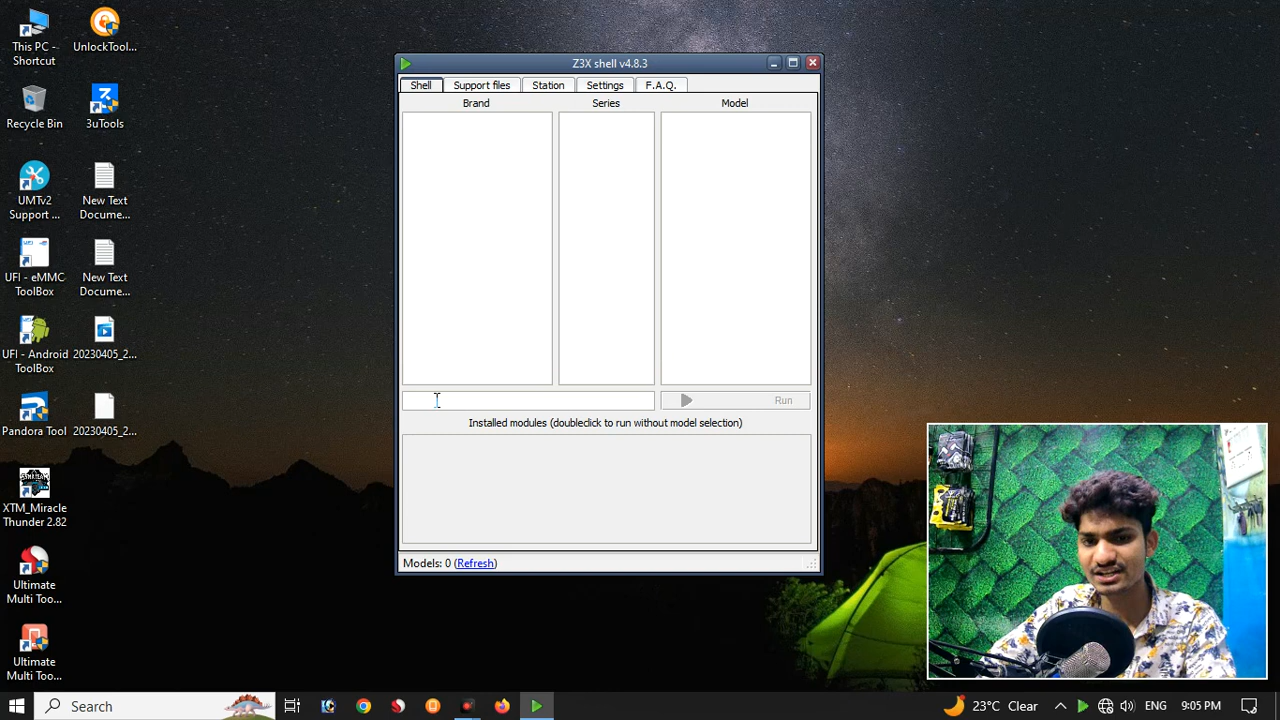 This PC -
Shortcut
UnlockTool...
Recycle Bin
3uTools
UMTv2
Support ...
New Text
Docume...
UFI - eMMC
ToolBox
New Text
Docume...
UFI - Android
ToolBox
20230405_2...
Pandora Tool
20230405_2...
XTM_Miracle
Thunder 2.82
Ultimate
Multi Too...
Ultimate
Multi Too...
Z3X shell v4.8.3
Shell Support files Station Settings F.A.Q.
Brand Series Model
Run
Installed modules (doubleclick to run without model selection)
Models: 0 (Refresh)
Search
23°C Clear
ENG
9:05 PM